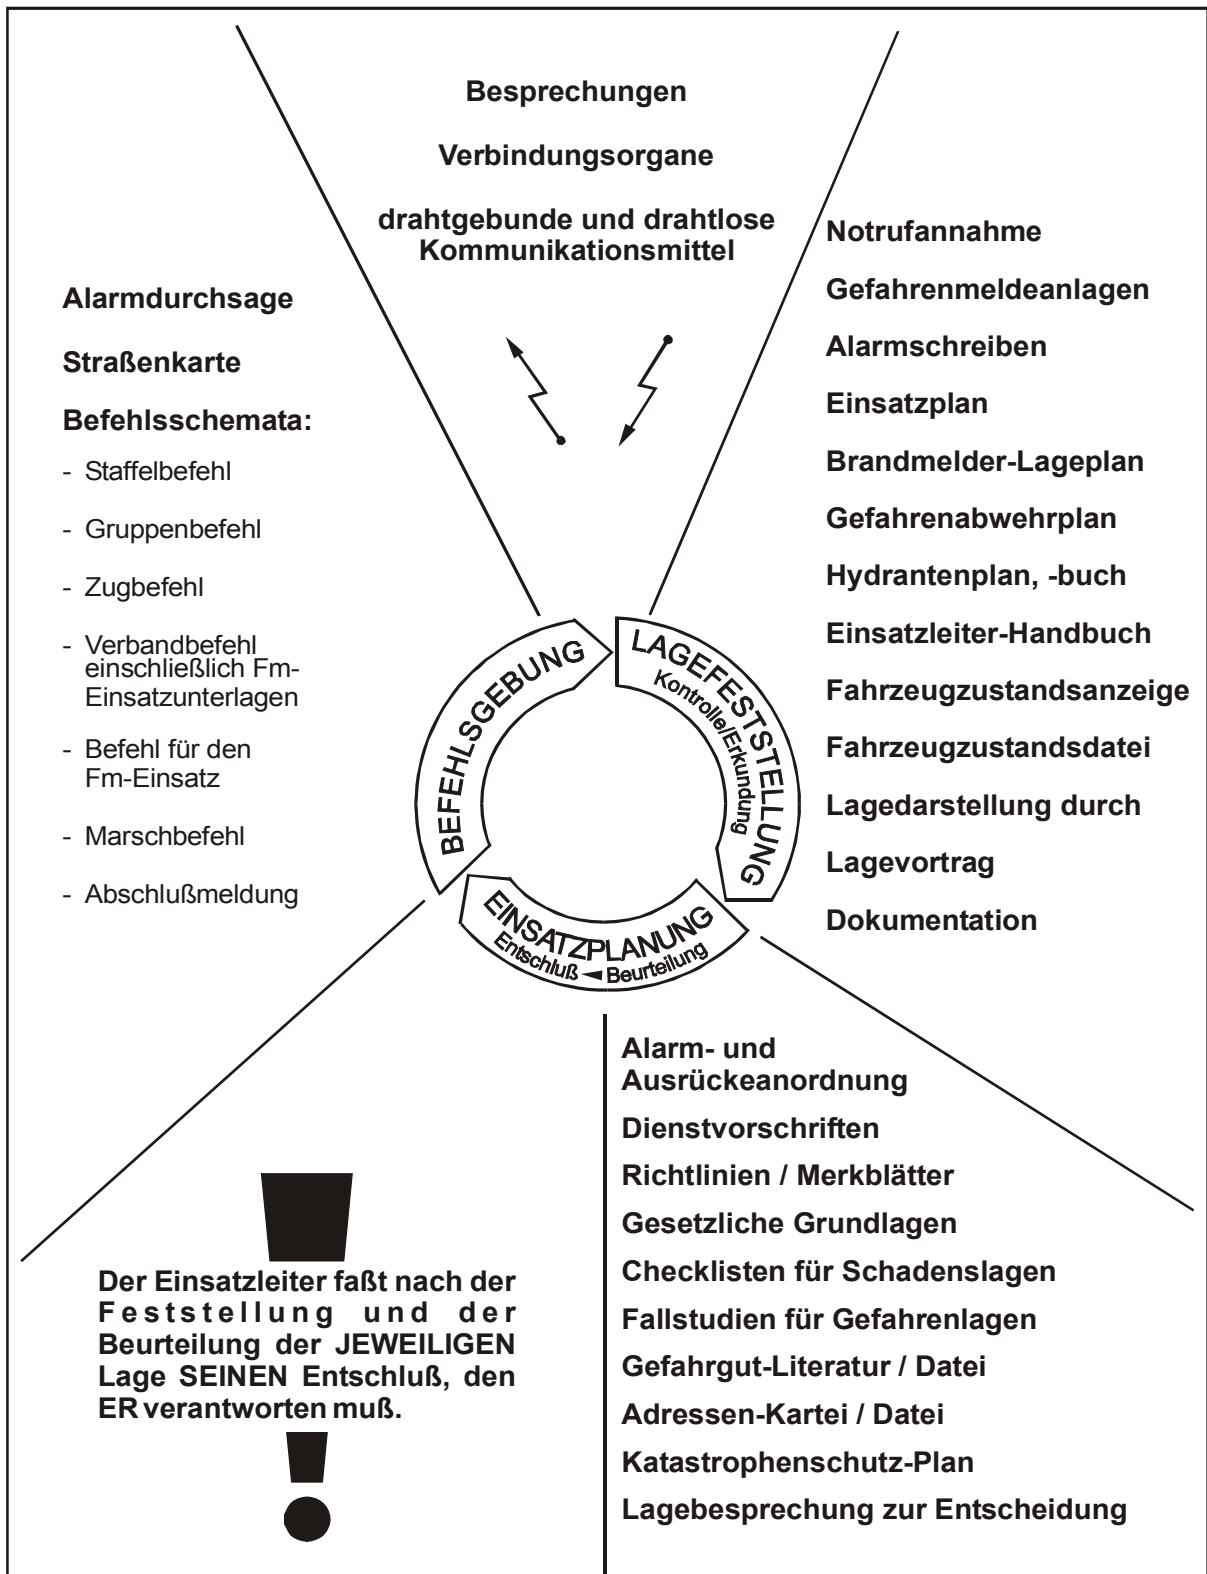 Besprechungen
Verbindungsorgane
drahtgebunde und drahtlose
Kommunikationsmittel
Alarmdurchsage
Straßenkarte
Befehlsschemata:
- Staffelbefehl
- Gruppenbefehl
- Zugbefehl
- Verbandbefehl
einschließlich Fm-
Einsatzunterlagen
- Befehl für den
Fm-Einsatz
- Marschbefehl
- Abschlußmeldung
Notrufannahme
Gefahrenmeldeanlagen
Alarmschreiben
Einsatzplan
Brandmelder-Lageplan
Gefahrenabwehrplan
Hydrantenplan, -buch
Einsatzleiter-Handbuch
Fahrzeugzustandsanzeige
Fahrzeugzustandsdatei
Lagedarstellung durch
Lagevortrag
Dokumentation
BEFEHLSGEBUNG
LAGEFESTSTELLUNG
Kontrolle/Erkundung
EINSATZPLANUNG
Entschluß ◄ Beurteilung
Der Einsatzleiter faßt nach der
Feststellung und der
Beurteilung der JEWEILIGEN
Lage SEINEN Entschluß, den
ER verantworten muß.
Alarm- und
Ausrückeanordnung
Dienstvorschriften
Richtlinien / Merkblätter
Gesetzliche Grundlagen
Checklisten für Schadenslagen
Fallstudien für Gefahrenlagen
Gefahrgut-Literatur / Datei
Adressen-Kartei / Datei
Katastrophenschutz-Plan
Lagebesprechung zur Entscheidung